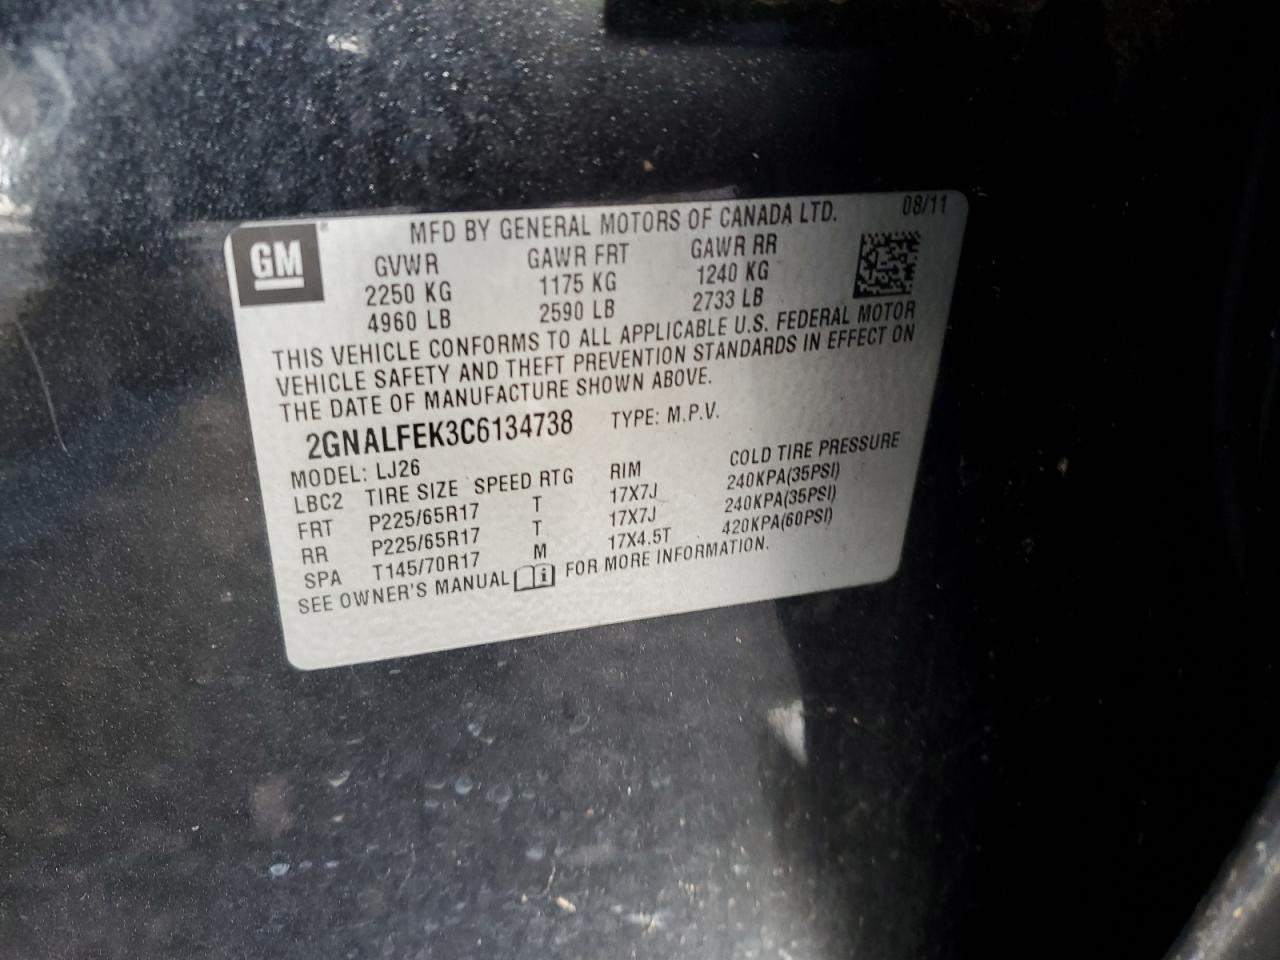 GM
MFD BY GENERAL MOTORS OF CANADA LTD. 08/11
GVWR GAWR FRT GAWR RR
2250 KG 1175 KG 1240 KG
4960 LB 2590 LB 2733 LB
THIS VEHICLE CONFORMS TO ALL APPLICABLE U.S. FEDERAL MOTOR
VEHICLE SAFETY AND THEFT PREVENTION STANDARDS IN EFFECT ON
THE DATE OF MANUFACTURE SHOWN ABOVE.
2GNALFEK3C6134738 TYPE: M.P.V.
MODEL: LJ26
LBC2 TIRE SIZE SPEED RTG RIM COLD TIRE PRESSURE
FRT P225/65R17 T 17X7J 240KPA(35PSI)
RR P225/65R17 T 17X7J 240KPA(35PSI)
SPA T145/70R17 M 17X4.5T 420KPA(60PSI)
SEE OWNER'S MANUAL FOR MORE INFORMATION.